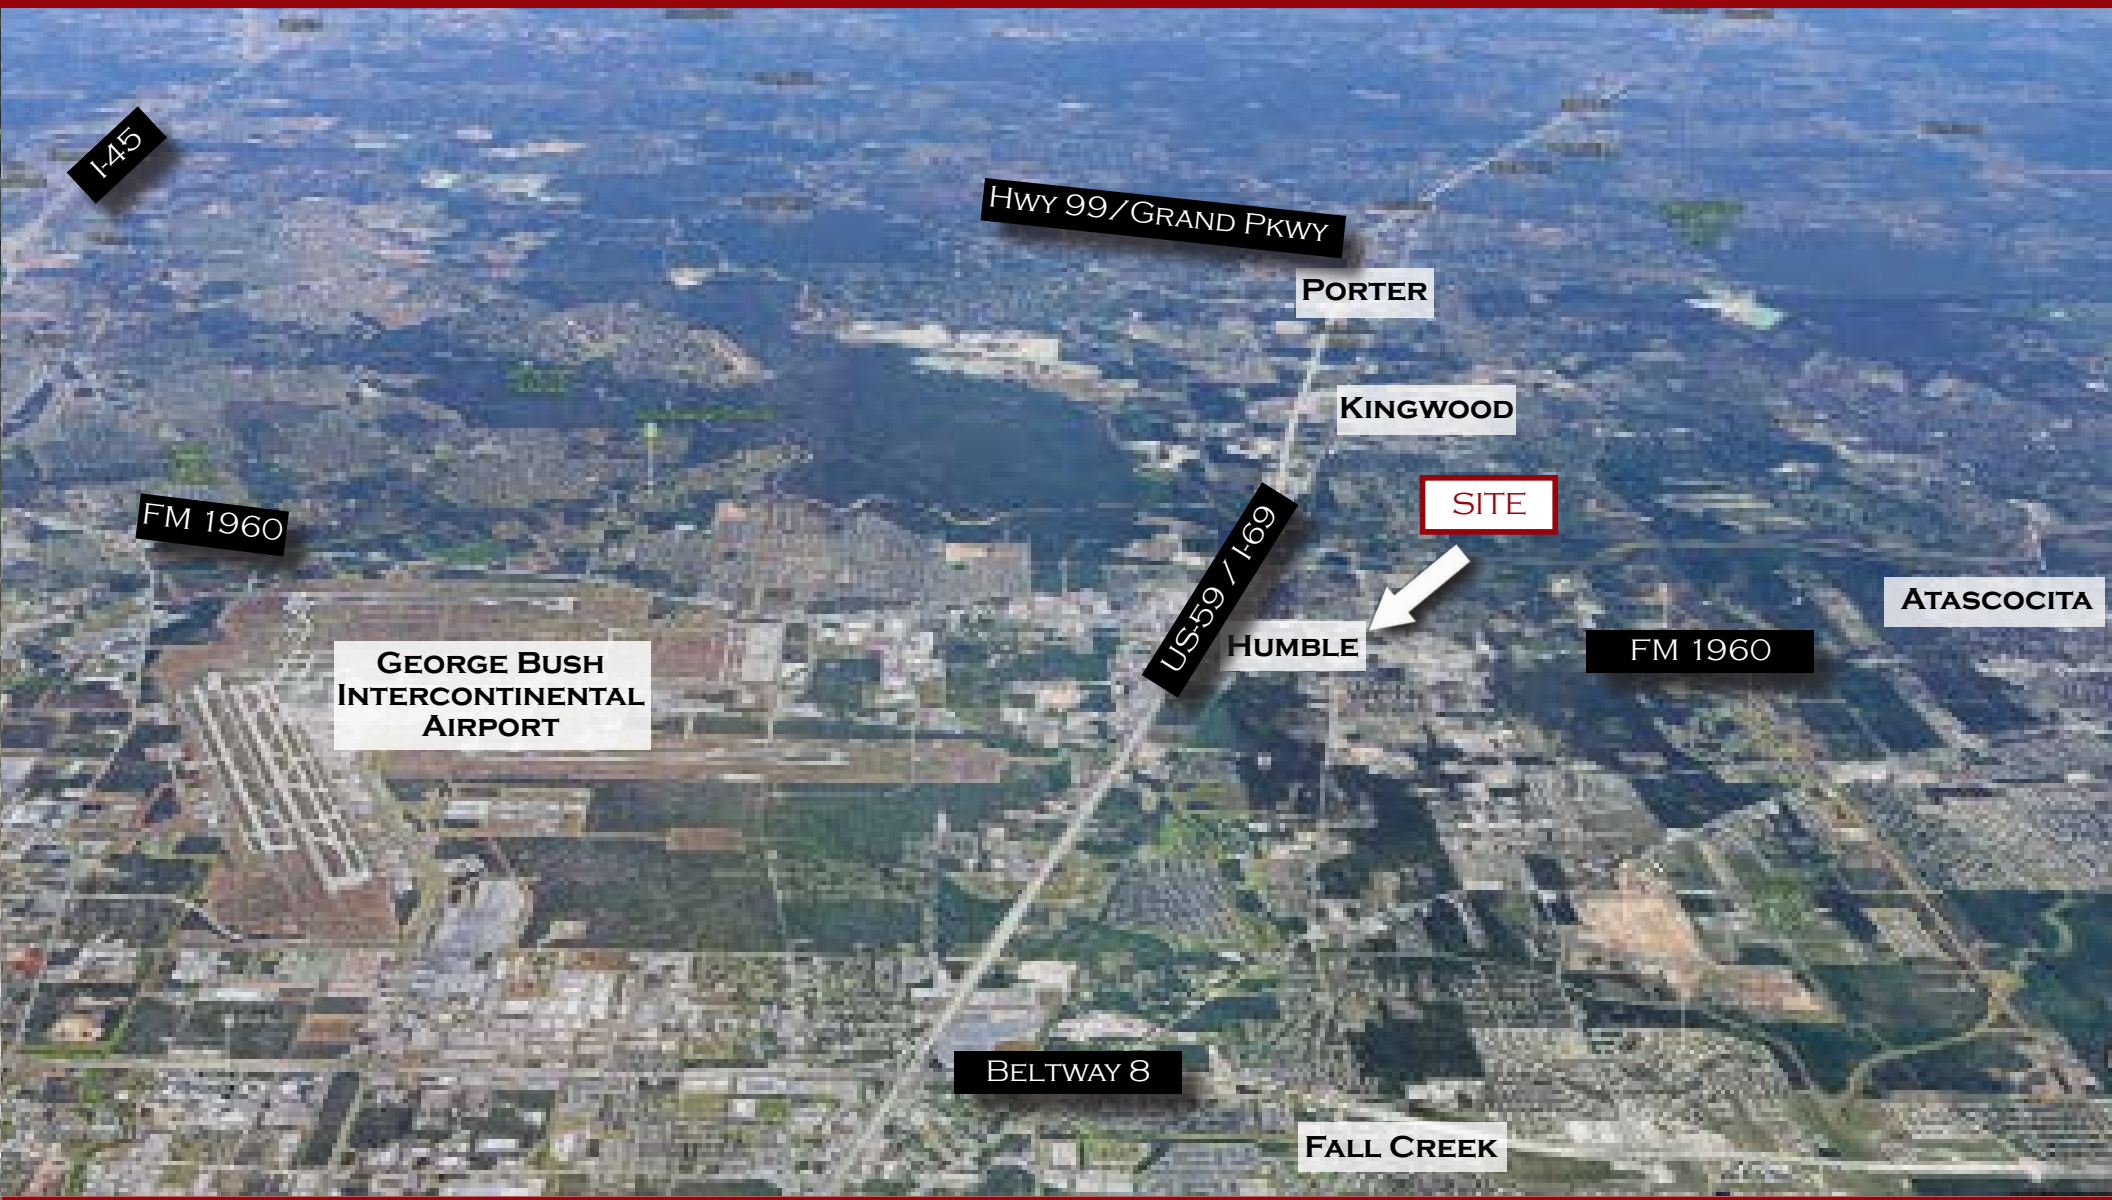 I-45
Hwy 99/Grand Pkwy
Porter
Kingwood
SITE
FM 1960
US-59 / I-69
Atascocita
Humble
FM 1960
George Bush
Intercontinental
Airport
Beltway 8
Fall Creek